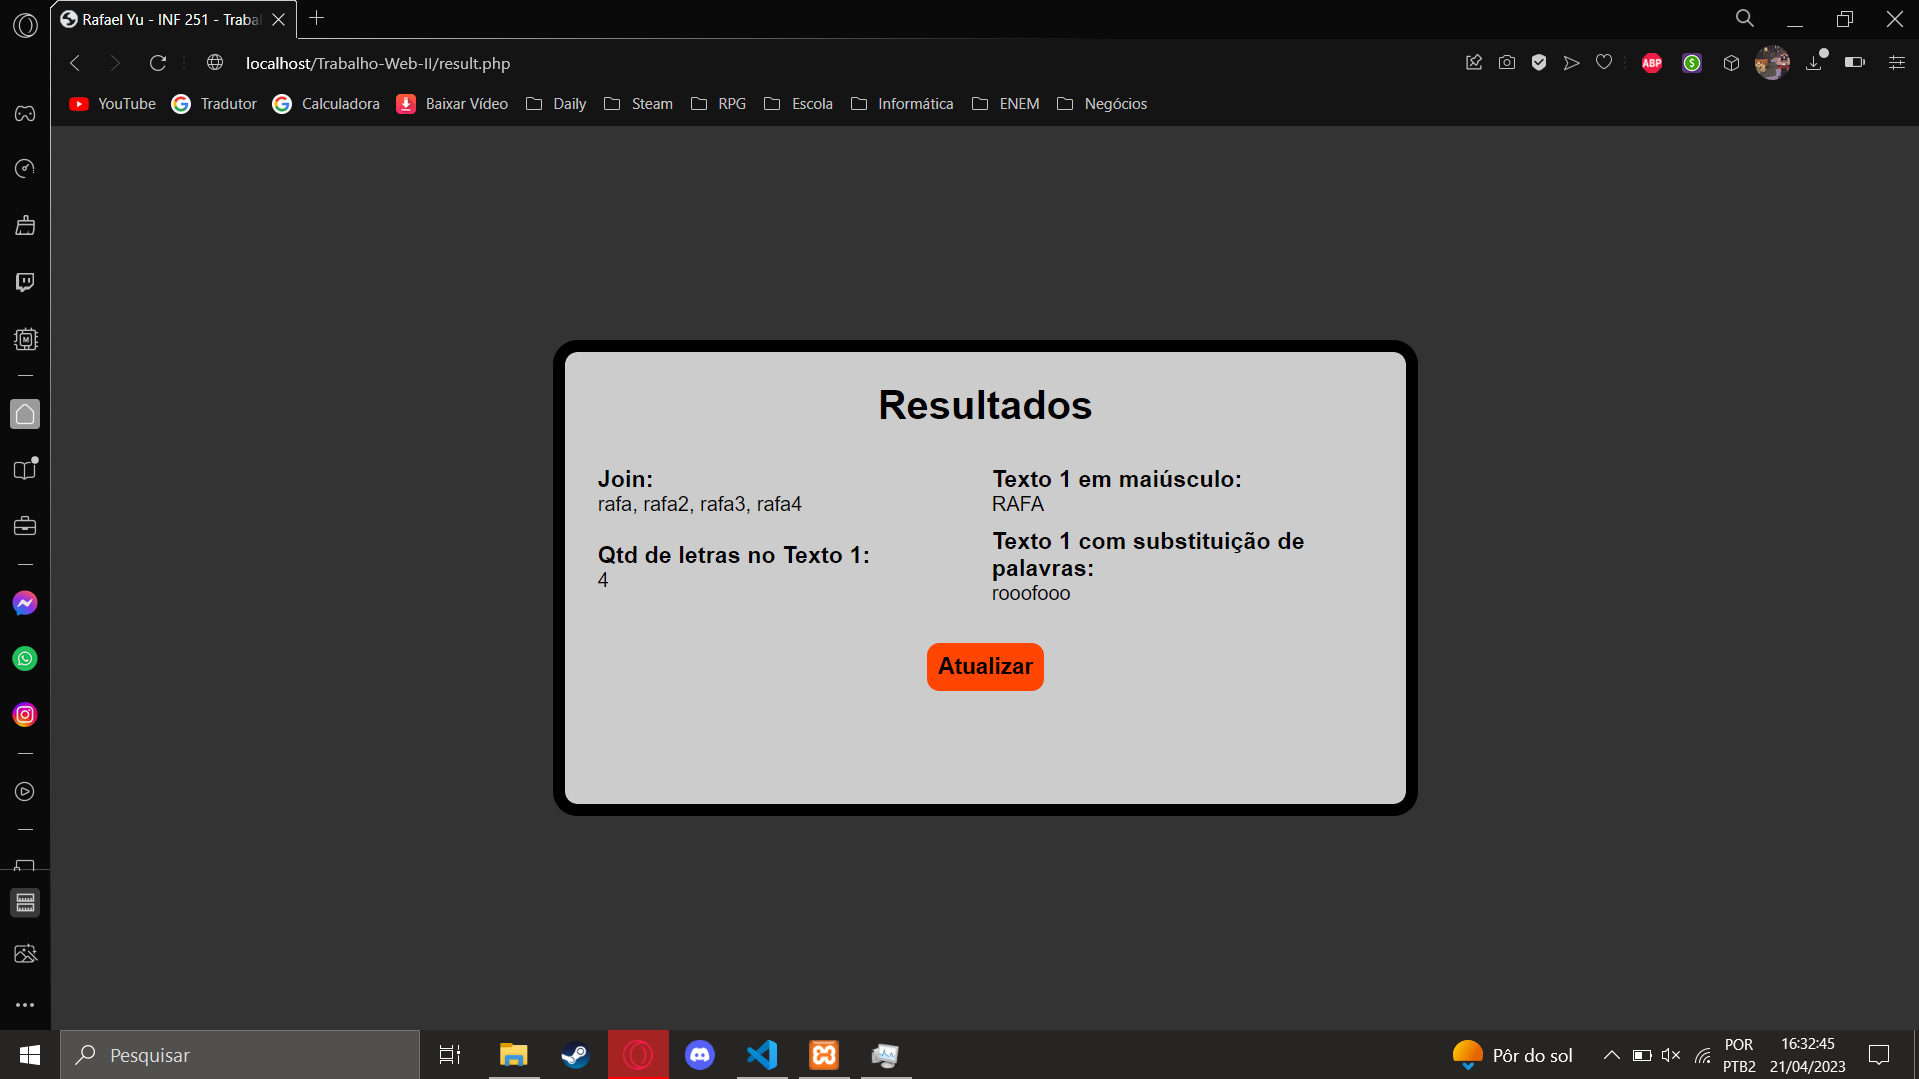 Rafael Yu - INF 251 - Traba
localhost/Trabalho-Web-II/result.php
ABP
YouTube Tradutor Calculadora Baixar Vídeo Daily Steam RPG Escola Informática ENEM Negócios
Resultados
Join:
rafa, rafa2, rafa3, rafa4
Qtd de letras no Texto 1:
4
Texto 1 em maiúsculo:
RAFA
Texto 1 com substituição de
palavras:
rooofooo
Atualizar
Pesquisar
Pôr do sol
POR
PTB2
16:32:45
21/04/2023